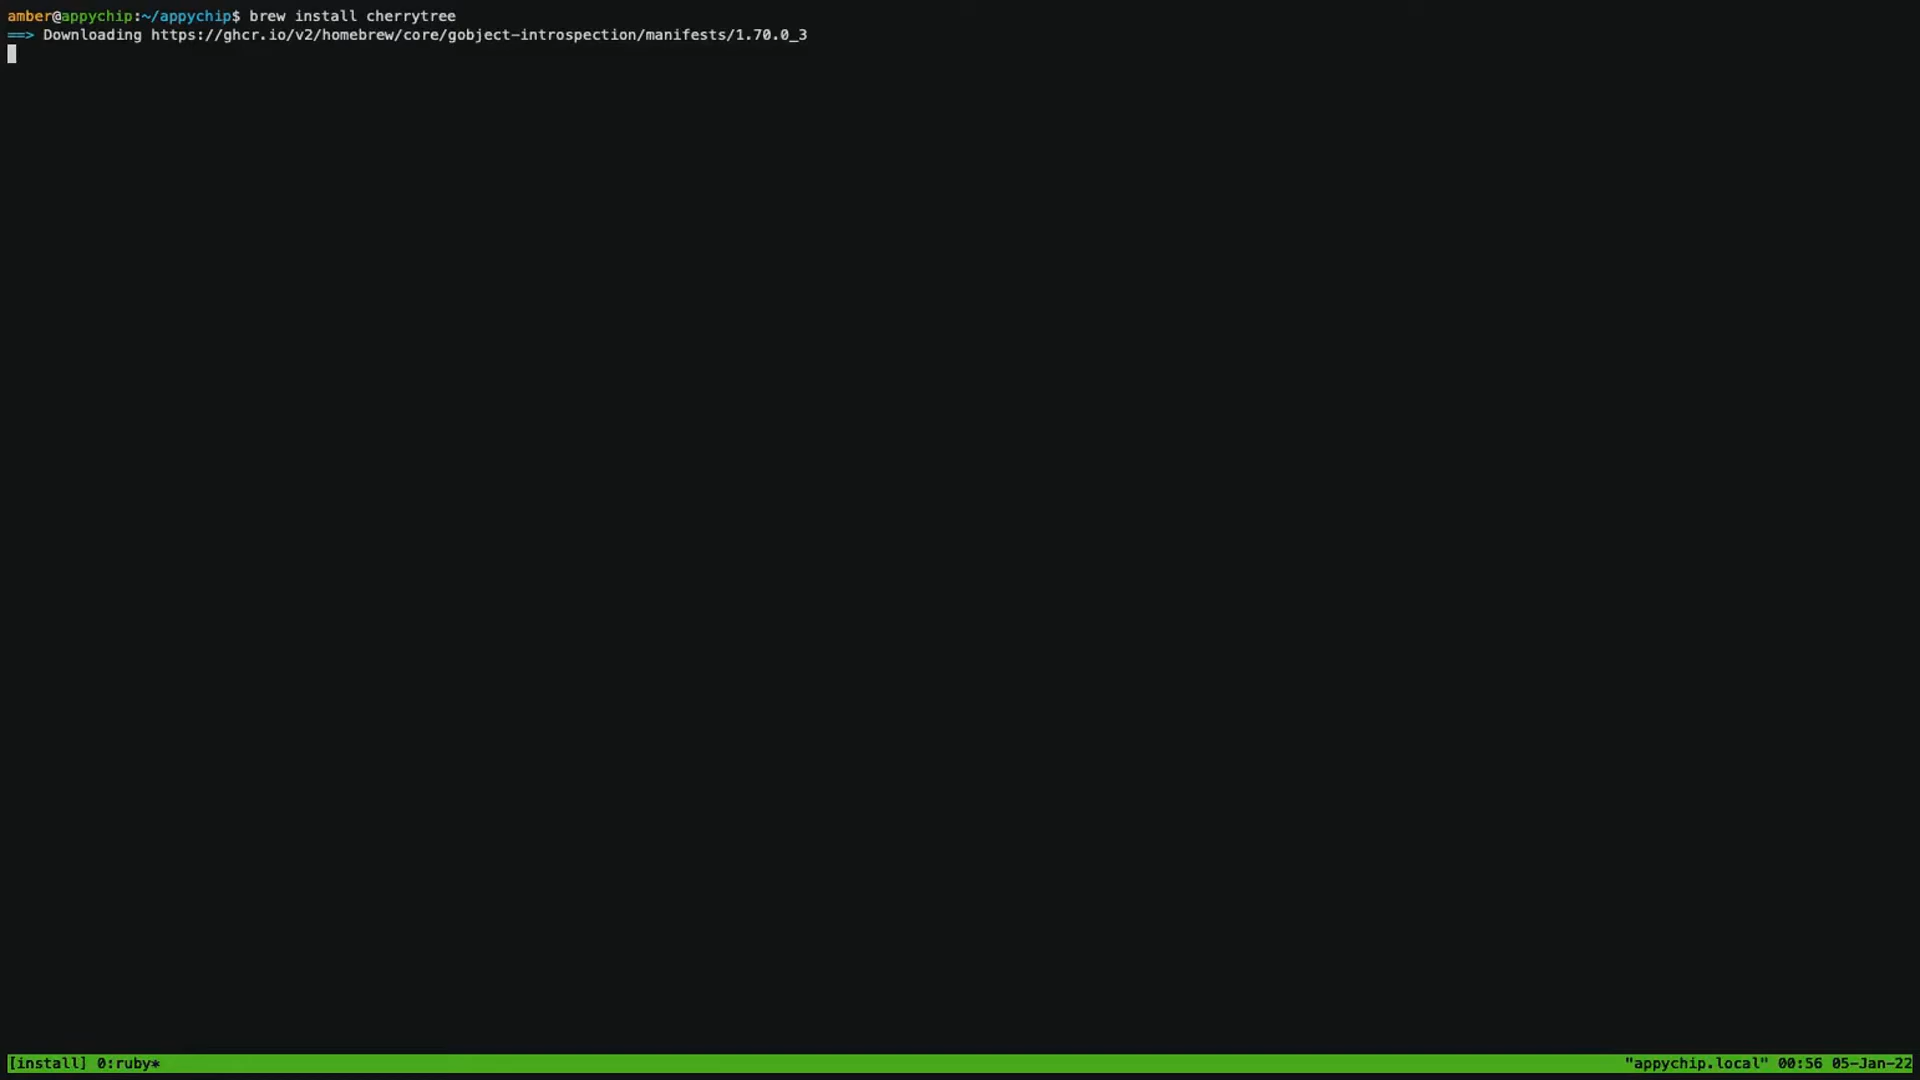 amber@appychip:~/appychip$ brew install cherrytree
==> Downloading https://ghcr.io/v2/homebrew/core/gobject-introspection/manifests/1.70.0_3
[install] 0:ruby* "appychip.local" 00:56 05-Jan-22